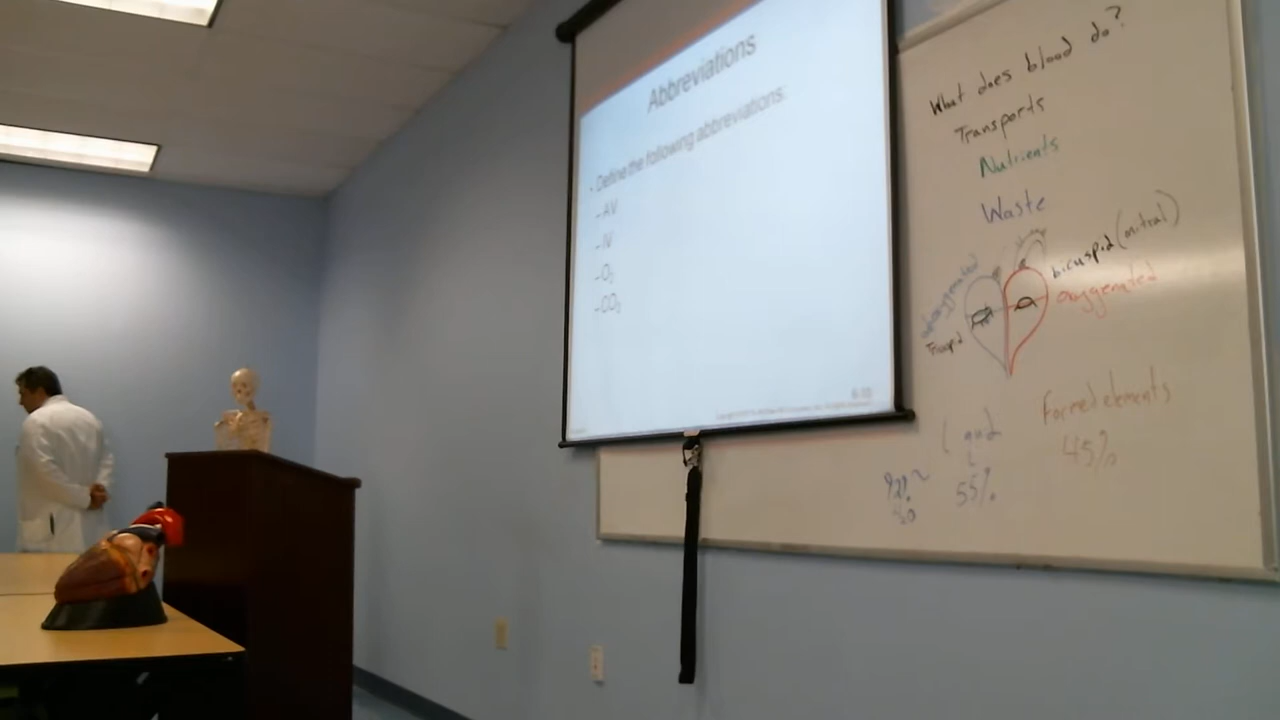 Abbreviations
• Define the following abbreviations:
– AV
– IV
– O2
– CO2
What does blood do?
Transports
Nutrients
Waste
bicuspid (mitral)
oxygenated
Tricuspid
Formed elements
45%
55%